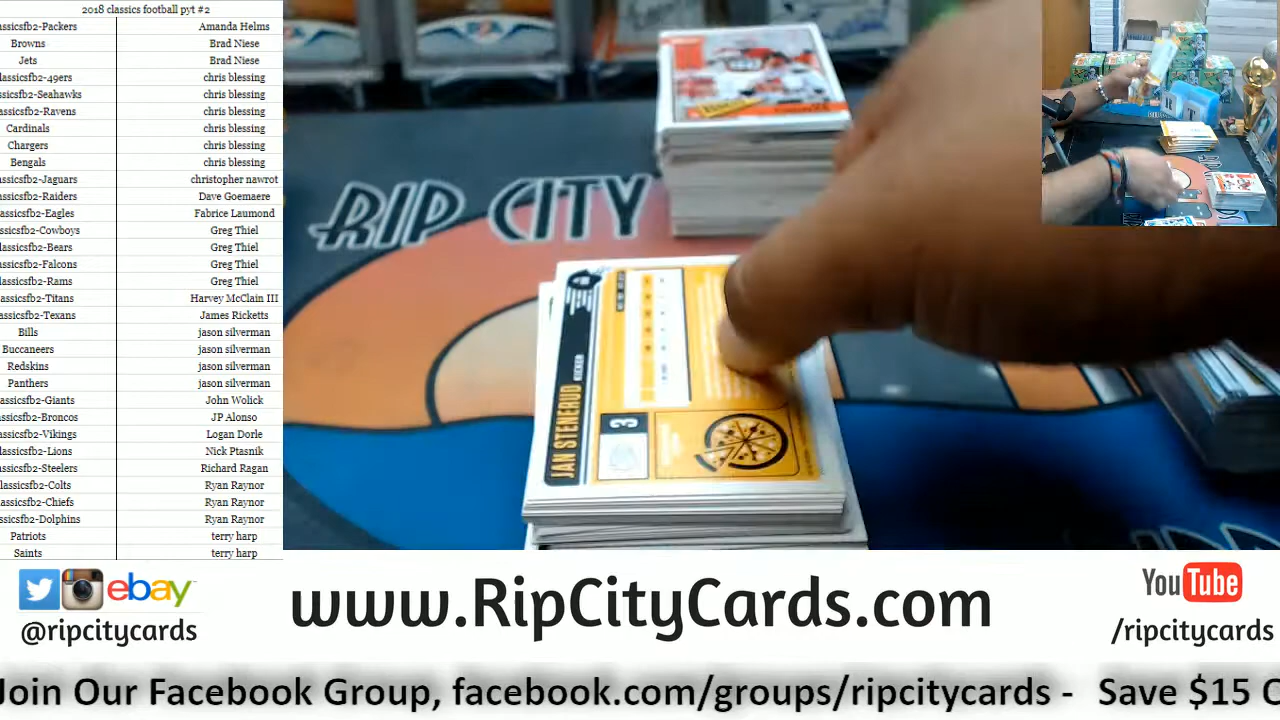 2018 classics football pyt #2
lassicsfb2-Packers Amanda Helms
Browns Brad Niese
Jets Brad Niese
lassicsfb2-49ers chris blessing
ssicsfb2-Seahawks chris blessing
assicsfb2-Ravens chris blessing
Cardinals chris blessing
Chargers chris blessing
Bengals chris blessing
assicsfb2-Jaguars christopher nawrot
assicsfb2-Raiders Dave Goemaere
assicsfb2-Eagles Fabrice Laumond
ssicsfb2-Cowboys Greg Thiel
lassicsfb2-Bears Greg Thiel
assicsfb2-Falcons Greg Thiel
lassicsfb2-Rams Greg Thiel
lassicsfb2-Titans Harvey McClain III
assicsfb2-Texans James Ricketts
Bills jason silverman
Buccaneers jason silverman
Redskins jason silverman
Panthers jason silverman
assicsfb2-Giants John Wolick
assicsfb2-Broncos JP Alonso
assicsfb2-Vikings Logan Dorle
lassicsfb2-Lions Nick Ptasnik
assicsfb2-Steelers Richard Ragan
lassicsfb2-Colts Ryan Raynor
assicsfb2-Chiefs Ryan Raynor
ssicsfb2-Dolphins Ryan Raynor
Patriots terry harp
Saints terry harp
RIP CITY
JAN STENERUD KICKER
3
ebay
@ripcitycards
www.RipCityCards.com
YouTube
/ripcitycards
Join Our Facebook Group, facebook.com/groups/ripcitycards - Save $15 O